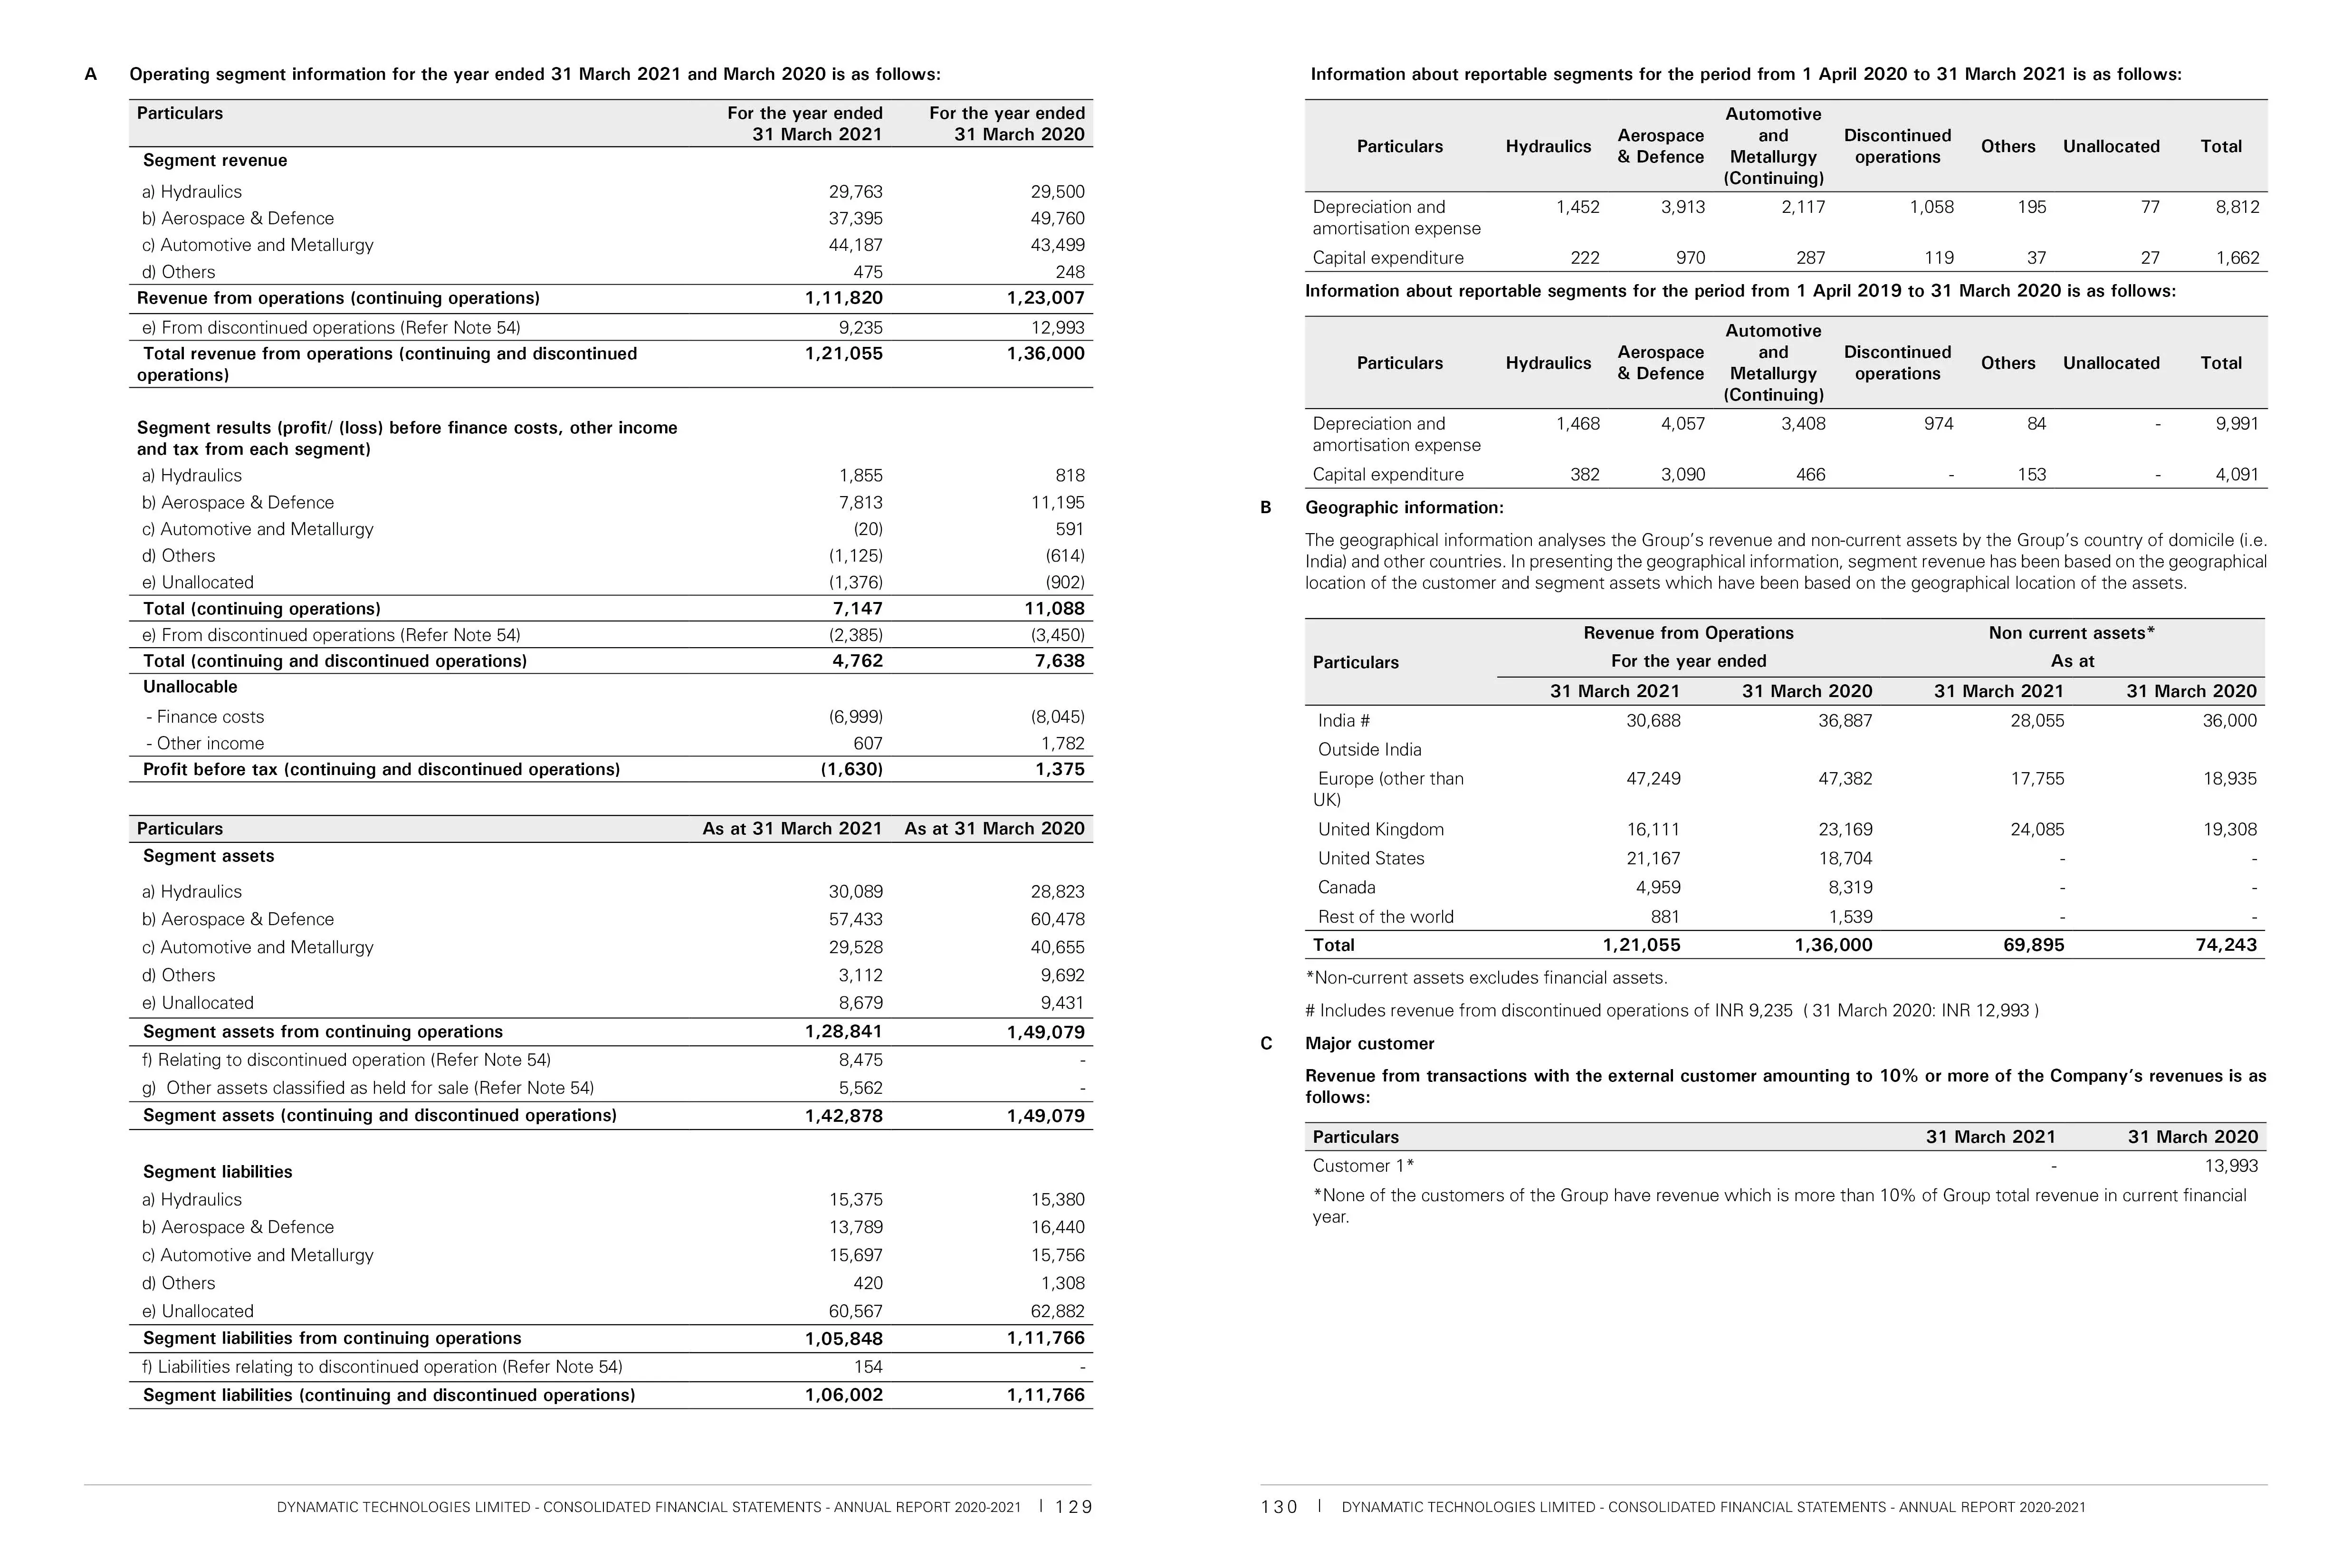 A Operating segment information for the year ended 31 March 2021 and March 2020 is as follows:
Particulars For the year ended For the year ended
31 March 2021 31 March 2020
Segment revenue
a) Hydraulics 29,763 29,500
b) Aerospace & Defence 37,395 49,760
c) Automotive and Metallurgy 44,187 43,499
d) Others 475 248
Revenue from operations (continuing operations) 1,11,820 1,23,007
e) From discontinued operations (Refer Note 54) 9,235 12,993
Total revenue from operations (continuing and discontinued 1,21,055 1,36,000
operations)
Segment results (profit/ (loss) before finance costs, other income
and tax from each segment)
a) Hydraulics 1,855 818
b) Aerospace & Defence 7,813 11,195
c) Automotive and Metallurgy (20) 591
d) Others (1,125) (614)
e) Unallocated (1,376) (902)
Total (continuing operations) 7,147 11,088
e) From discontinued operations (Refer Note 54) (2,385) (3,450)
Total (continuing and discontinued operations) 4,762 7,638
Unallocable
- Finance costs (6,999) (8,045)
- Other income 607 1,782
Profit before tax (continuing and discontinued operations) (1,630) 1,375
Particulars As at 31 March 2021 As at 31 March 2020
Segment assets
a) Hydraulics 30,089 28,823
b) Aerospace & Defence 57,433 60,478
c) Automotive and Metallurgy 29,528 40,655
d) Others 3,112 9,692
e) Unallocated 8,679 9,431
Segment assets from continuing operations 1,28,841 1,49,079
f) Relating to discontinued operation (Refer Note 54) 8,475 -
g) Other assets classified as held for sale (Refer Note 54) 5,562 -
Segment assets (continuing and discontinued operations) 1,42,878 1,49,079
Segment liabilities
a) Hydraulics 15,375 15,380
b) Aerospace & Defence 13,789 16,440
c) Automotive and Metallurgy 15,697 15,756
d) Others 420 1,308
e) Unallocated 60,567 62,882
Segment liabilities from continuing operations 1,05,848 1,11,766
f) Liabilities relating to discontinued operation (Refer Note 54) 154 -
Segment liabilities (continuing and discontinued operations) 1,06,002 1,11,766
DYNAMATIC TECHNOLOGIES LIMITED - CONSOLIDATED FINANCIAL STATEMENTS - ANNUAL REPORT 2020-2021 | 129
Information about reportable segments for the period from 1 April 2020 to 31 March 2021 is as follows:
Particulars Hydraulics Aerospace & Defence Automotive and Metallurgy (Continuing) Discontinued operations Others Unallocated Total
Depreciation and 1,452 3,913 2,117 1,058 195 77 8,812
amortisation expense
Capital expenditure 222 970 287 119 37 27 1,662
Information about reportable segments for the period from 1 April 2019 to 31 March 2020 is as follows:
Particulars Hydraulics Aerospace & Defence Automotive and Metallurgy (Continuing) Discontinued operations Others Unallocated Total
Depreciation and 1,468 4,057 3,408 974 84 - 9,991
amortisation expense
Capital expenditure 382 3,090 466 - 153 - 4,091
B Geographic information:
The geographical information analyses the Group's revenue and non-current assets by the Group's country of domicile (i.e.
India) and other countries. In presenting the geographical information, segment revenue has been based on the geographical
location of the customer and segment assets which have been based on the geographical location of the assets.
Revenue from Operations Non current assets*
Particulars For the year ended As at
31 March 2021 31 March 2020 31 March 2021 31 March 2020
India # 30,688 36,887 28,055 36,000
Outside India
Europe (other than 47,249 47,382 17,755 18,935
UK)
United Kingdom 16,111 23,169 24,085 19,308
United States 21,167 18,704 - -
Canada 4,959 8,319 - -
Rest of the world 881 1,539 - -
Total 1,21,055 1,36,000 69,895 74,243
*Non-current assets excludes financial assets.
# Includes revenue from discontinued operations of INR 9,235 ( 31 March 2020: INR 12,993 )
C Major customer
Revenue from transactions with the external customer amounting to 10% or more of the Company's revenues is as
follows:
Particulars 31 March 2021 31 March 2020
Customer 1* - 13,993
*None of the customers of the Group have revenue which is more than 10% of Group total revenue in current financial
year.
130 | DYNAMATIC TECHNOLOGIES LIMITED - CONSOLIDATED FINANCIAL STATEMENTS - ANNUAL REPORT 2020-2021